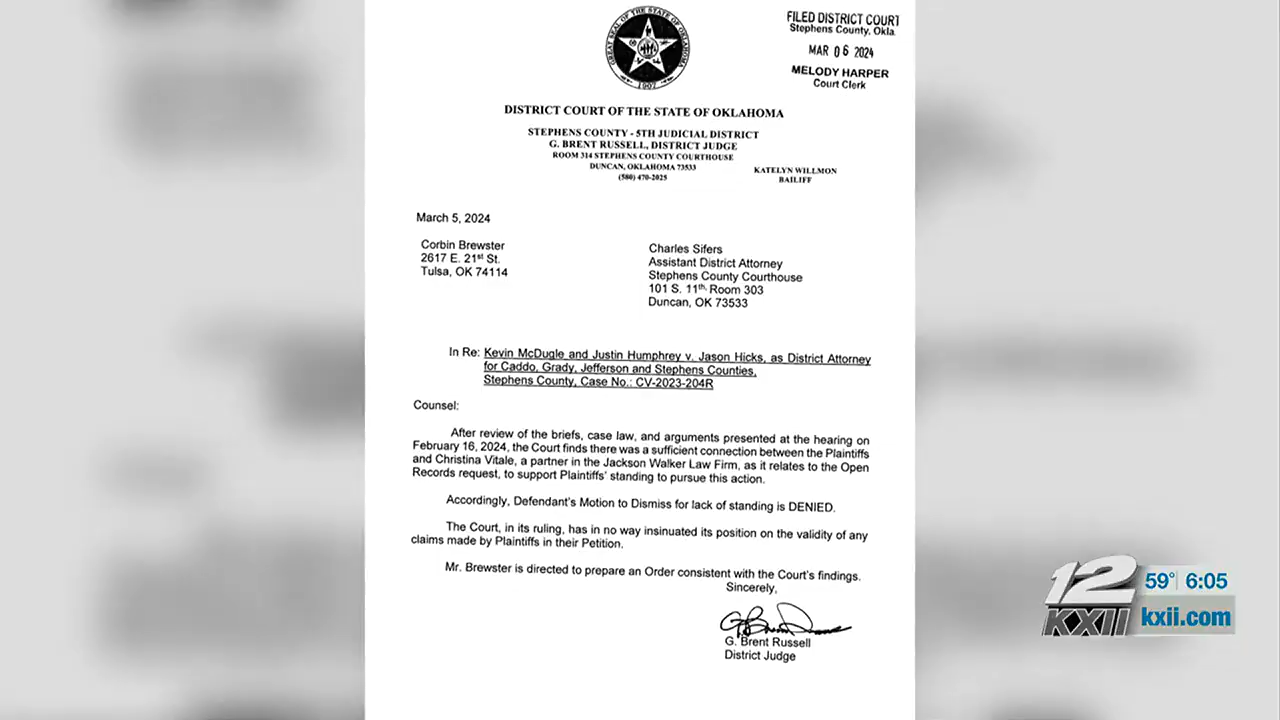 GREAT SEAL OF THE STATE OF OKLAHOMA
1907
FILED DISTRICT COURT
Stephens County, Okla.
MAR 06 2024
MELODY HARPER
Court Clerk
DISTRICT COURT OF THE STATE OF OKLAHOMA
STEPHENS COUNTY - 5TH JUDICIAL DISTRICT
G. BRENT RUSSELL, DISTRICT JUDGE
ROOM 314 STEPHENS COUNTY COURTHOUSE
DUNCAN, OKLAHOMA 73533
(580) 470-2025
KATELYN WILLMON
BAILIFF
March 5, 2024
Corbin Brewster
2617 E. 21st St.
Tulsa, OK 74114
Charles Sifers
Assistant District Attorney
Stephens County Courthouse
101 S. 11th, Room 303
Duncan, OK 73533
In Re: Kevin McDugle and Justin Humphrey v. Jason Hicks, as District Attorney
for Caddo, Grady, Jefferson and Stephens Counties,
Stephens County, Case No.: CV-2023-204R
Counsel:
After review of the briefs, case law, and arguments presented at the hearing on
February 16, 2024, the Court finds there was a sufficient connection between the Plaintiffs
and Christina Vitale, a partner in the Jackson Walker Law Firm, as it relates to the Open
Records request, to support Plaintiffs' standing to pursue this action.
Accordingly, Defendant's Motion to Dismiss for lack of standing is DENIED.
The Court, in its ruling, has in no way insinuated its position on the validity of any
claims made by Plaintiffs in their Petition.
Mr. Brewster is directed to prepare an Order consistent with the Court's findings.
Sincerely,
G. Brent Russell
District Judge
12
KXII
59° 6:05
kxii.com